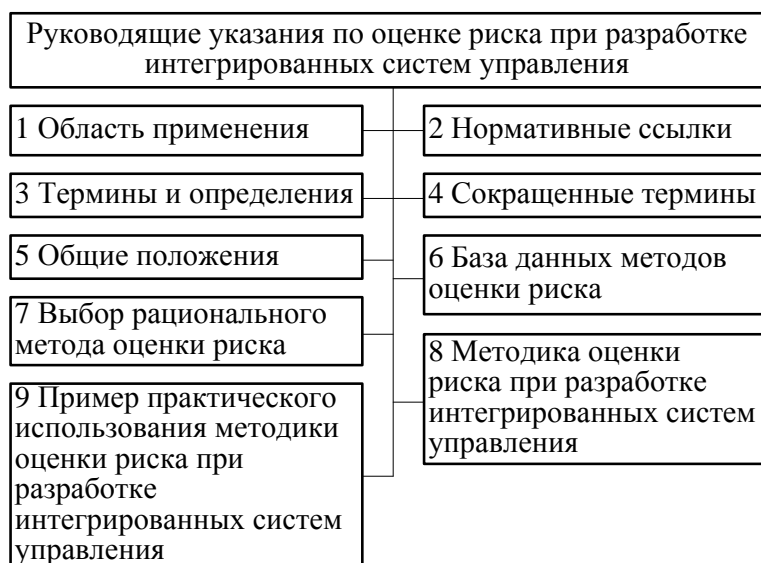 Руководящие указания по оценке риска при разработке
интегрированных систем управления
1 Область применения
2 Нормативные ссылки
3 Термины и определения
4 Сокращенные термины
5 Общие положения
6 База данных методов
оценки риска
7 Выбор рационального
метода оценки риска
8 Методика оценки
риска при разработке
интегрированных систем
управления
9 Пример практического
использования методики
оценки риска при
разработке
интегрированных систем
управления